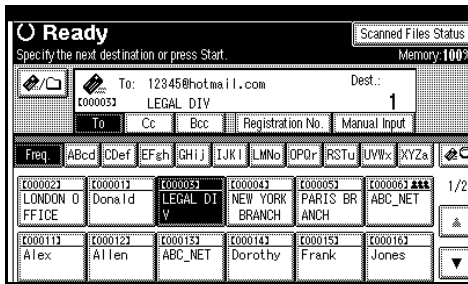 Ready
Scanned Files Status
Specify the next destination or press Start.
Memory:100%
To: 12345@hotmail.com
Dest.:
[00003] LEGAL DIV
1
To Cc Bcc Registration No. Manual Input
Freq. ABcd CDef EFgh GHij IJKl LMNo OPQr RSTu UVWx XYZa
[00002] [00001] [00003] [00004] [00005] [00006]
LONDON O Donald LEGAL DI NEW YORK PARIS BR ABC_NET
FFICE V BRANCH ANCH
1/2
[00011] [00012] [00013] [00014] [00015] [00016]
Alex Allen ABC_NET Dorothy Frank Jones